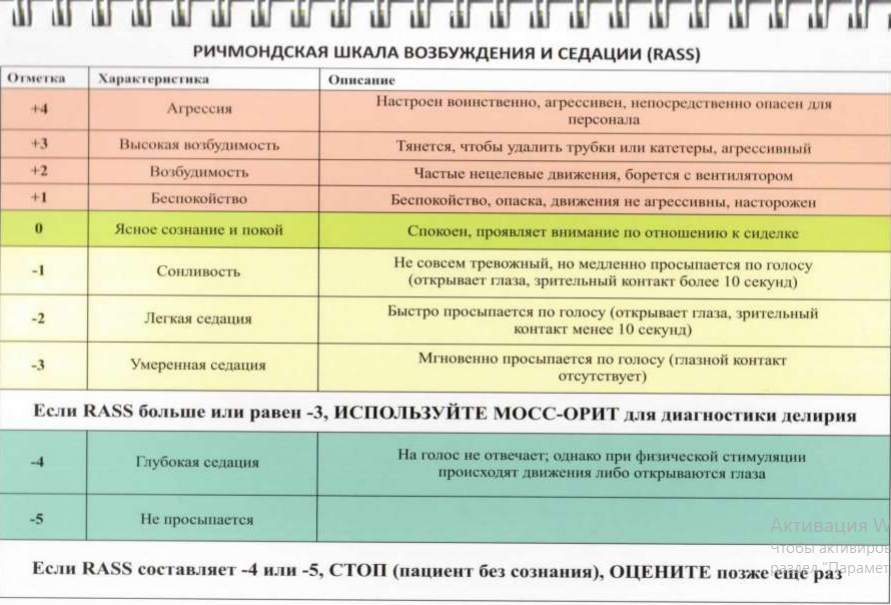 РИЧМОНДСКАЯ ШКАЛА ВОЗБУЖДЕНИЯ И СЕДАЦИИ (RASS)
Отметка Характеристика Описание
+4 Агрессия Настроен воинственно, агрессивен, непосредственно опасен для
персонала
+3 Высокая возбудимость Тянется, чтобы удалить трубки или катетеры, агрессивный
+2 Возбудимость Частые нецелевые движения, борется с вентилятором
+1 Беспокойство Беспокойство, опаска, движения не агрессивны, насторожен
0 Ясное сознание и покой Спокоен, проявляет внимание по отношению к сиделке
-1 Сонливость Не совсем тревожный, но медленно просыпается по голосу
(открывает глаза, зрительный контакт более 10 секунд)
-2 Легкая седация Быстро просыпается по голосу (открывает глаза, зрительный
контакт менее 10 секунд)
-3 Умеренная седация Мгновенно просыпается по голосу (глазной контакт
отсутствует)
Если RASS больше или равен -3, ИСПОЛЬЗУЙТЕ МОСС-ОРИТ для диагностики делирия
-4 Глубокая седация На голос не отвечает; однако при физической стимуляции
происходят движения либо открываются глаза
-5 Не просыпается
Активация W
Чтобы активиров
раздел "Парамет
Если RASS составляет -4 или -5, СТОП (пациент без сознания), ОЦЕНИТЕ позже еще раз